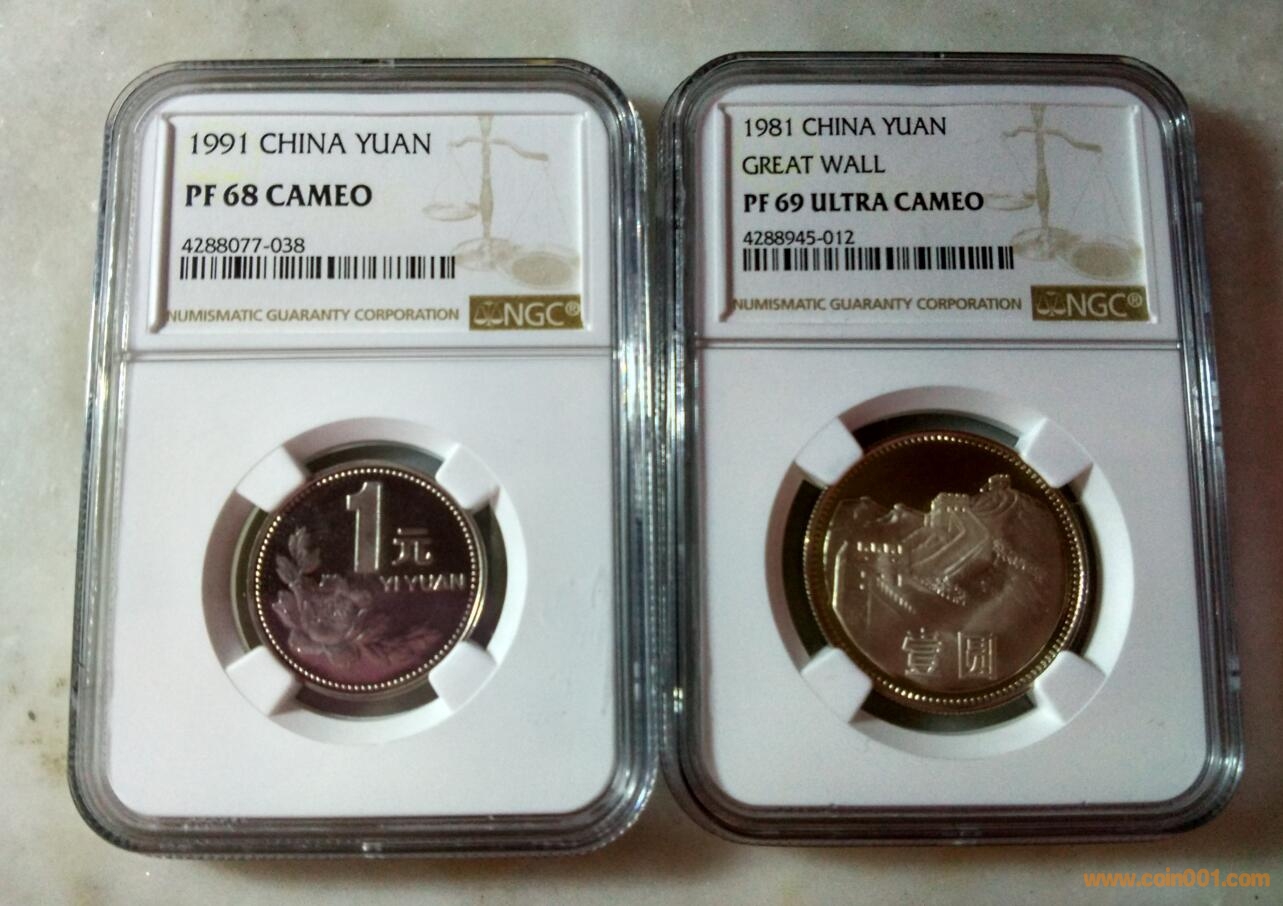 1991 CHINA YUAN
PF 68 CAMEO
4288077-038
NUMISMATIC GUARANTY CORPORATION NGC®
1元
YI YUAN
1981 CHINA YUAN
GREAT WALL
PF 69 ULTRA CAMEO
4288945-012
NUMISMATIC GUARANTY CORPORATION NGC®
壹圆
www.coin001.com